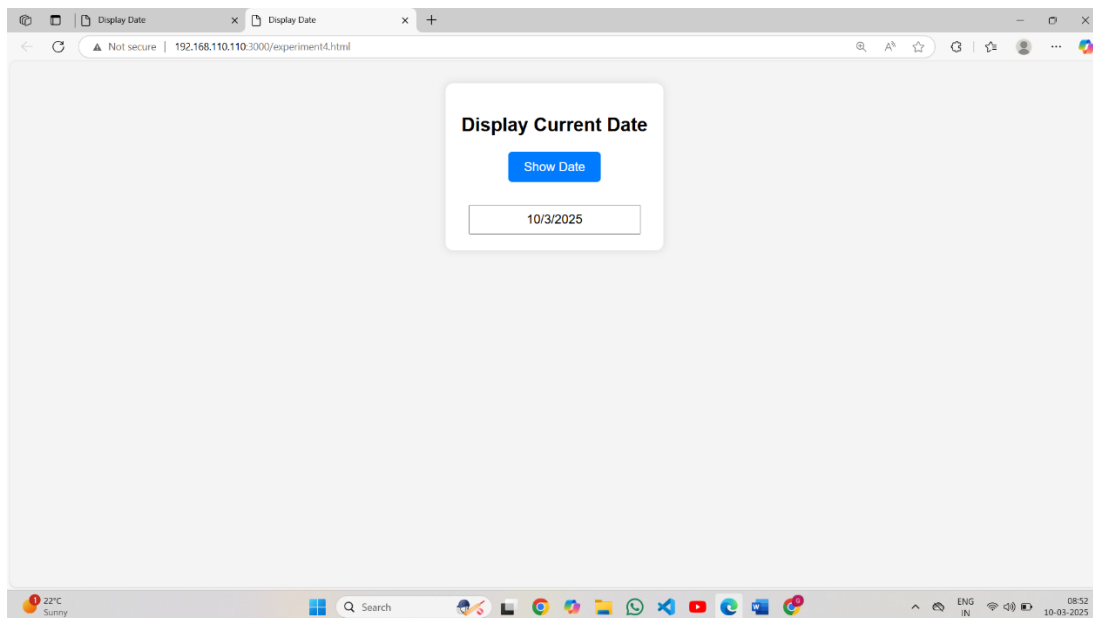 Display Date
Display Date
Not secure | 192.168.110.110:3000/experiment4.html
Display Current Date
Show Date
10/3/2025
1
22°C
Sunny
Search
ENG
IN
08:52
10-03-2025